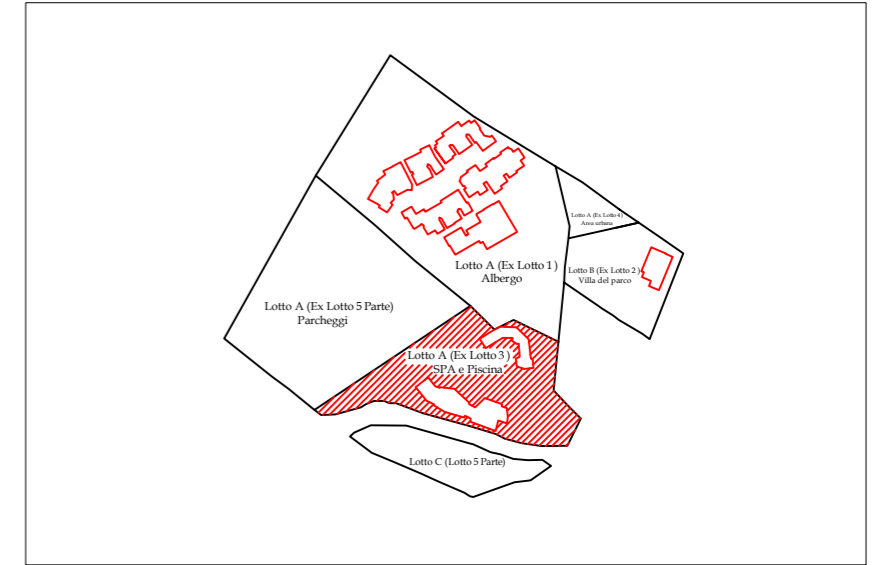 Lotto A (Ex Lotto 4)
Area urbana
Lotto A (Ex Lotto 1)
Albergo
Lotto B (Ex Lotto 2)
Villa del parco
Lotto A (Ex Lotto 5 Parte)
Parcheggi
Lotto A (Ex Lotto 3)
SPA e Piscina
Lotto C (Lotto 5 Parte)